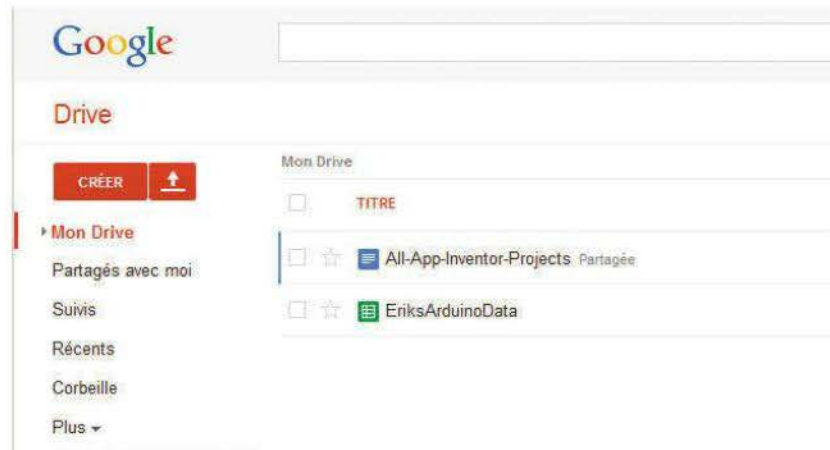 Google
Drive
CRÉER
Mon Drive
Partagés avec moi
Suivis
Récents
Corbeille
Plus
Mon Drive
TITRE
All-App-Inventor-Projects Partagée
EriksArduinoData